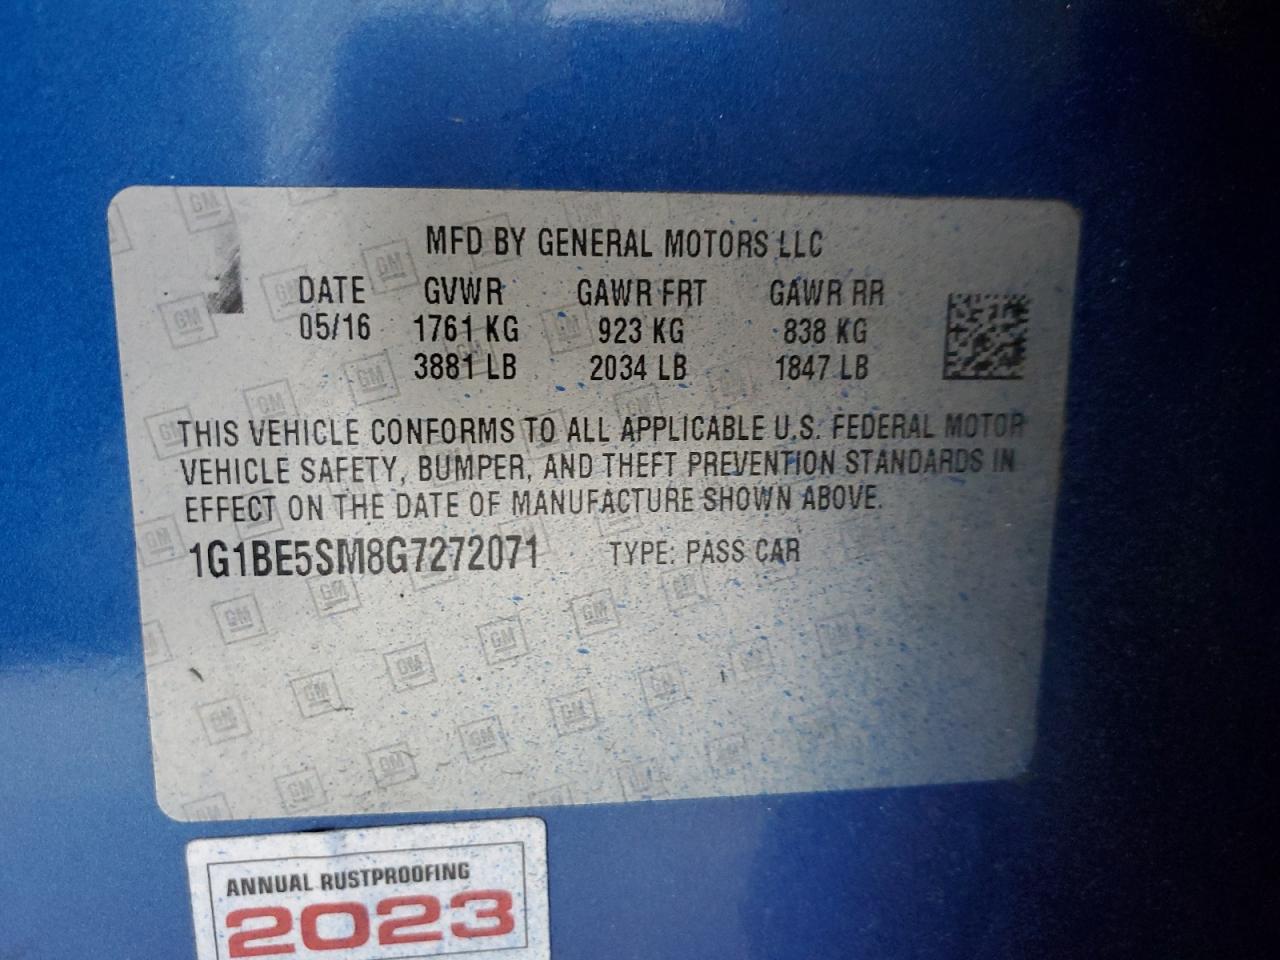 MFD BY GENERAL MOTORS LLC
DATE GVWR GAWR FRT GAWR RR
05/16 1761 KG 923 KG 838 KG
3881 LB 2034 LB 1847 LB
THIS VEHICLE CONFORMS TO ALL APPLICABLE U.S. FEDERAL MOTOR
VEHICLE SAFETY, BUMPER, AND THEFT PREVENTION STANDARDS IN
EFFECT ON THE DATE OF MANUFACTURE SHOWN ABOVE.
1G1BE5SM8G7272071 TYPE: PASS CAR
ANNUAL RUSTPROOFING
2023